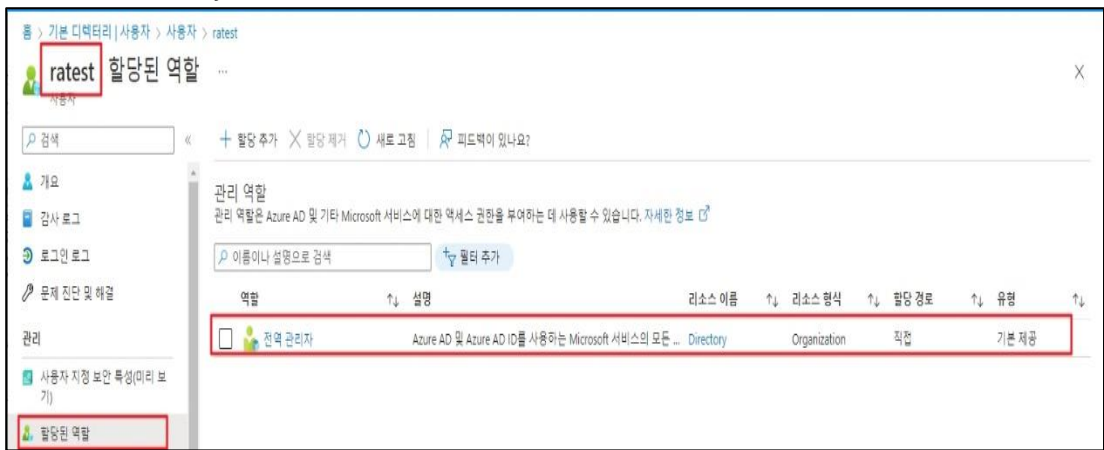 홈 > 기본 디렉터리 | 사용자 > 사용자 > ratest
ratest 할당된 역할 ...
사용자
검색 «
+ 할당 추가 × 할당 제거 새로 고침 | 피드백이 있나요?
개요
감사 로그
로그인 로그
문제 진단 및 해결
관리
사용자 지정 보안 특성(미리 보
기)
할당된 역할
관리 역할
관리 역할은 Azure AD 및 기타 Microsoft 서비스에 대한 액세스 권한을 부여하는 데 사용할 수 있습니다. 자세한 정보
이름이나 설명으로 검색 필터 추가
역할 ↑↓ 설명 리소스 이름 ↑↓ 리소스 형식 ↑↓ 할당 경로 ↑↓ 유형 ↑↓
전역 관리자 Azure AD 및 Azure AD ID를 사용하는 Microsoft 서비스의 모든 ... Directory Organization 직접 기본 제공